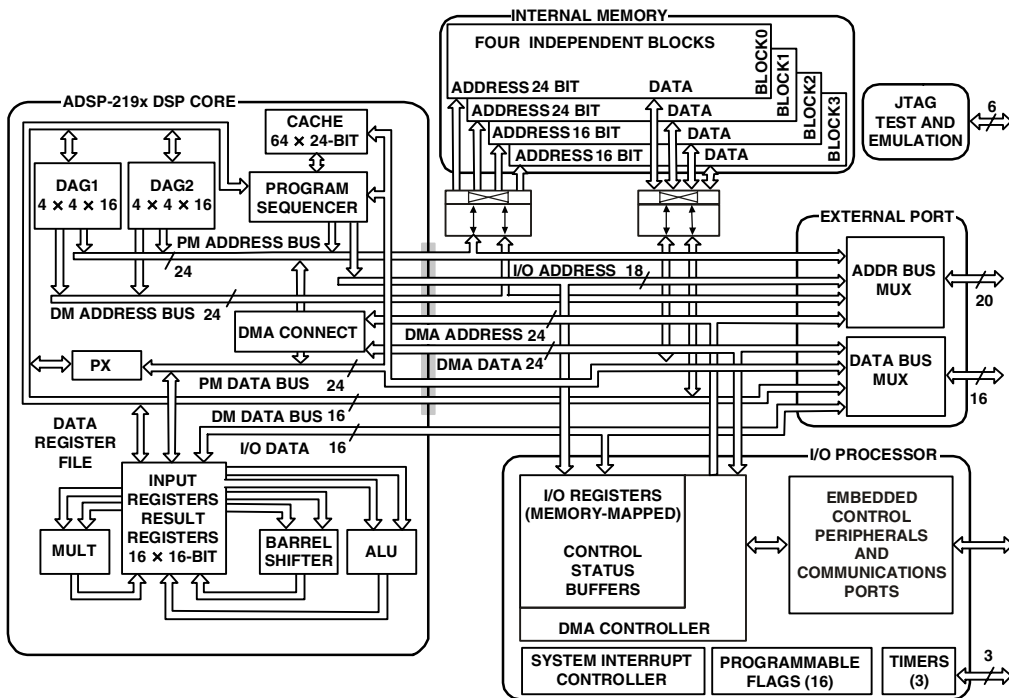 INTERNAL MEMORY
FOUR INDEPENDENT BLOCKS
BLOCK0
ADDRESS 24 BIT DATA
BLOCK1
ADDRESS 24 BIT DATA
BLOCK2
ADDRESS 16 BIT DATA
BLOCK3
ADDRESS 16 BIT DATA
JTAG
TEST AND
EMULATION
6
ADSP-219x DSP CORE
CACHE
64 × 24-BIT
DAG1
4 × 4 × 16
DAG2
4 × 4 × 16
PROGRAM
SEQUENCER
EXTERNAL PORT
PM ADDRESS BUS
24
I/O ADDRESS 18
ADDR BUS
MUX
20
DM ADDRESS BUS 24
DMA CONNECT
DMA ADDRESS 24
DMA DATA 24
PX
PM DATA BUS 24
DATA BUS
MUX
16
DM DATA BUS 16
I/O DATA 16
DATA
REGISTER
FILE
INPUT
REGISTERS
RESULT
REGISTERS
16 × 16-BIT
MULT
BARREL
SHIFTER
ALU
I/O PROCESSOR
I/O REGISTERS
(MEMORY-MAPPED)
CONTROL
STATUS
BUFFERS
DMA CONTROLLER
EMBEDDED
CONTROL
PERIPHERALS
AND
COMMUNICATIONS
PORTS
SYSTEM INTERRUPT
CONTROLLER
PROGRAMMABLE
FLAGS (16)
TIMERS
(3)
3